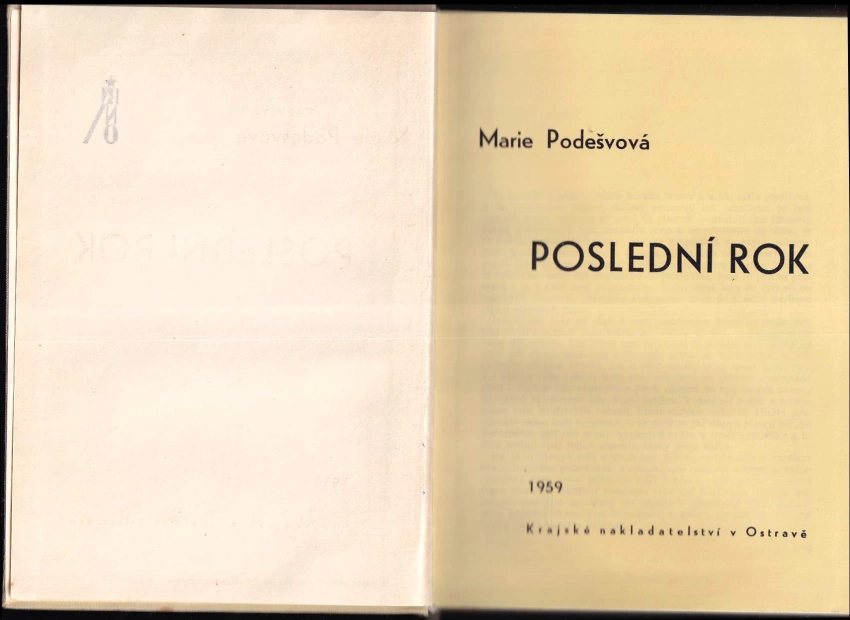 Marie Podešvová
POSLEDNÍ ROK
1959
Krajské nakladatelství v Ostravě